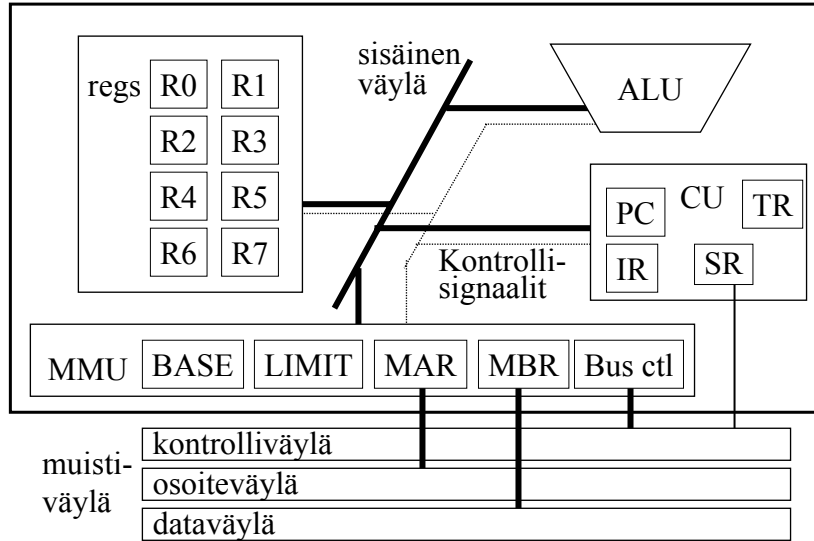 regs
R0 R1
R2 R3
R4 R5
R6 R7
sisäinen
väylä
ALU
PC CU TR
IR SR
Kontrolli-
signaalit
MMU BASE LIMIT MAR MBR Bus ctl
muisti-
väylä
kontrolliväylä
osoiteväylä
dataväylä